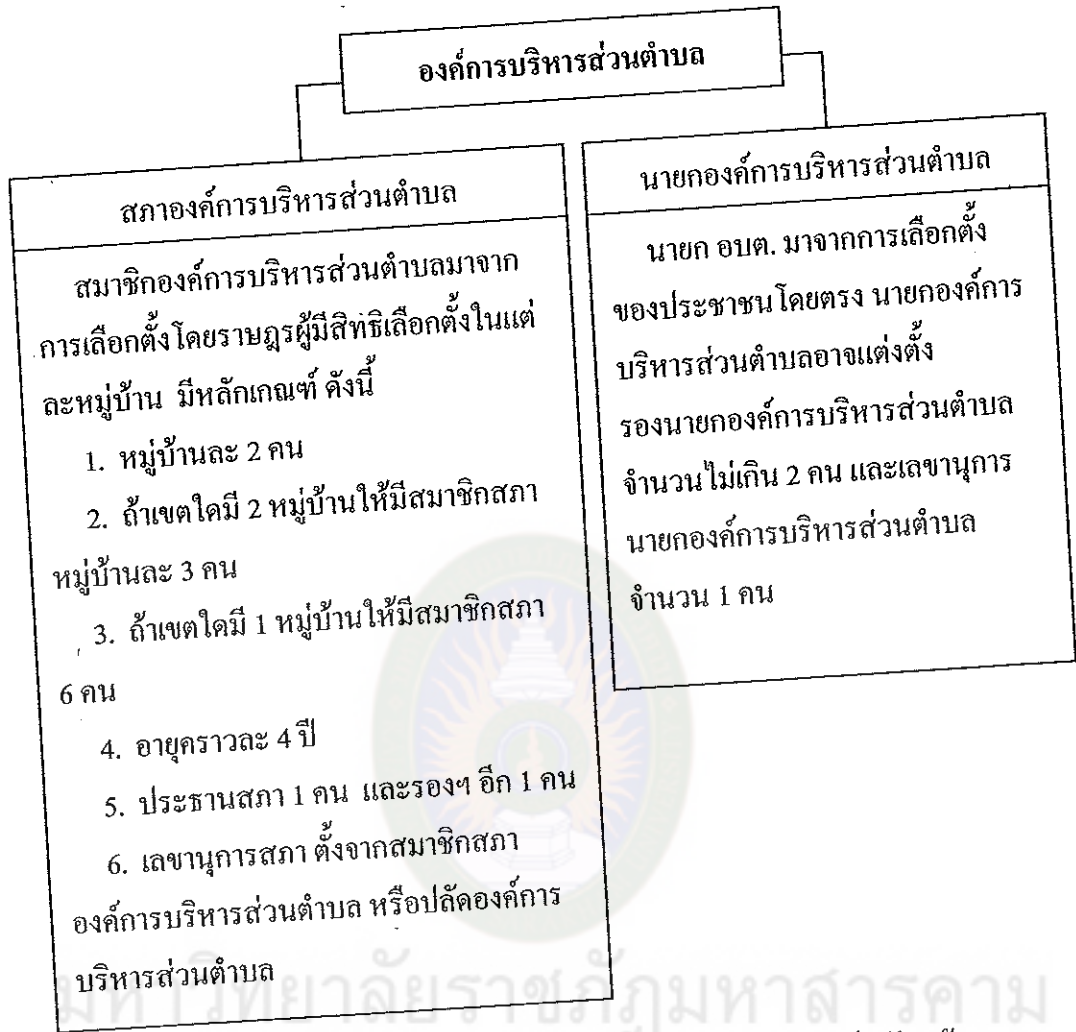 องค์การบริหารส่วนตำบล
สภาองค์การบริหารส่วนตำบล
สมาชิกองค์การบริหารส่วนตำบลมาจาก
การเลือกตั้งโดยราษฎรผู้มีสิทธิเลือกตั้งในแต่
ละหมู่บ้าน มีหลักเกณฑ์ ดังนี้
1. หมู่บ้านละ 2 คน
2. ถ้าเขตใดมี 2 หมู่บ้านให้มีสมาชิกสภา
หมู่บ้านละ 3 คน
3. ถ้าเขตใดมี 1 หมู่บ้านให้มีสมาชิกสภา
6 คน
4. อายุคราวละ 4 ปี
5. ประธานสภา 1 คน และรองฯ อีก 1 คน
6. เลขานุการสภา ตั้งจากสมาชิกสภา
องค์การบริหารส่วนตำบล หรือปลัดองค์การ
บริหารส่วนตำบล
นายกองค์การบริหารส่วนตำบล
นายก อบต. มาจากการเลือกตั้ง
ของประชาชนโดยตรง นายกองค์การ
บริหารส่วนตำบลอาจแต่งตั้ง
รองนายกองค์การบริหารส่วนตำบล
จำนวนไม่เกิน 2 คน และเลขานุการ
นายกองค์การบริหารส่วนตำบล
จำนวน 1 คน
มหาวิทยาลัยราชภัฏมหาสารคาม